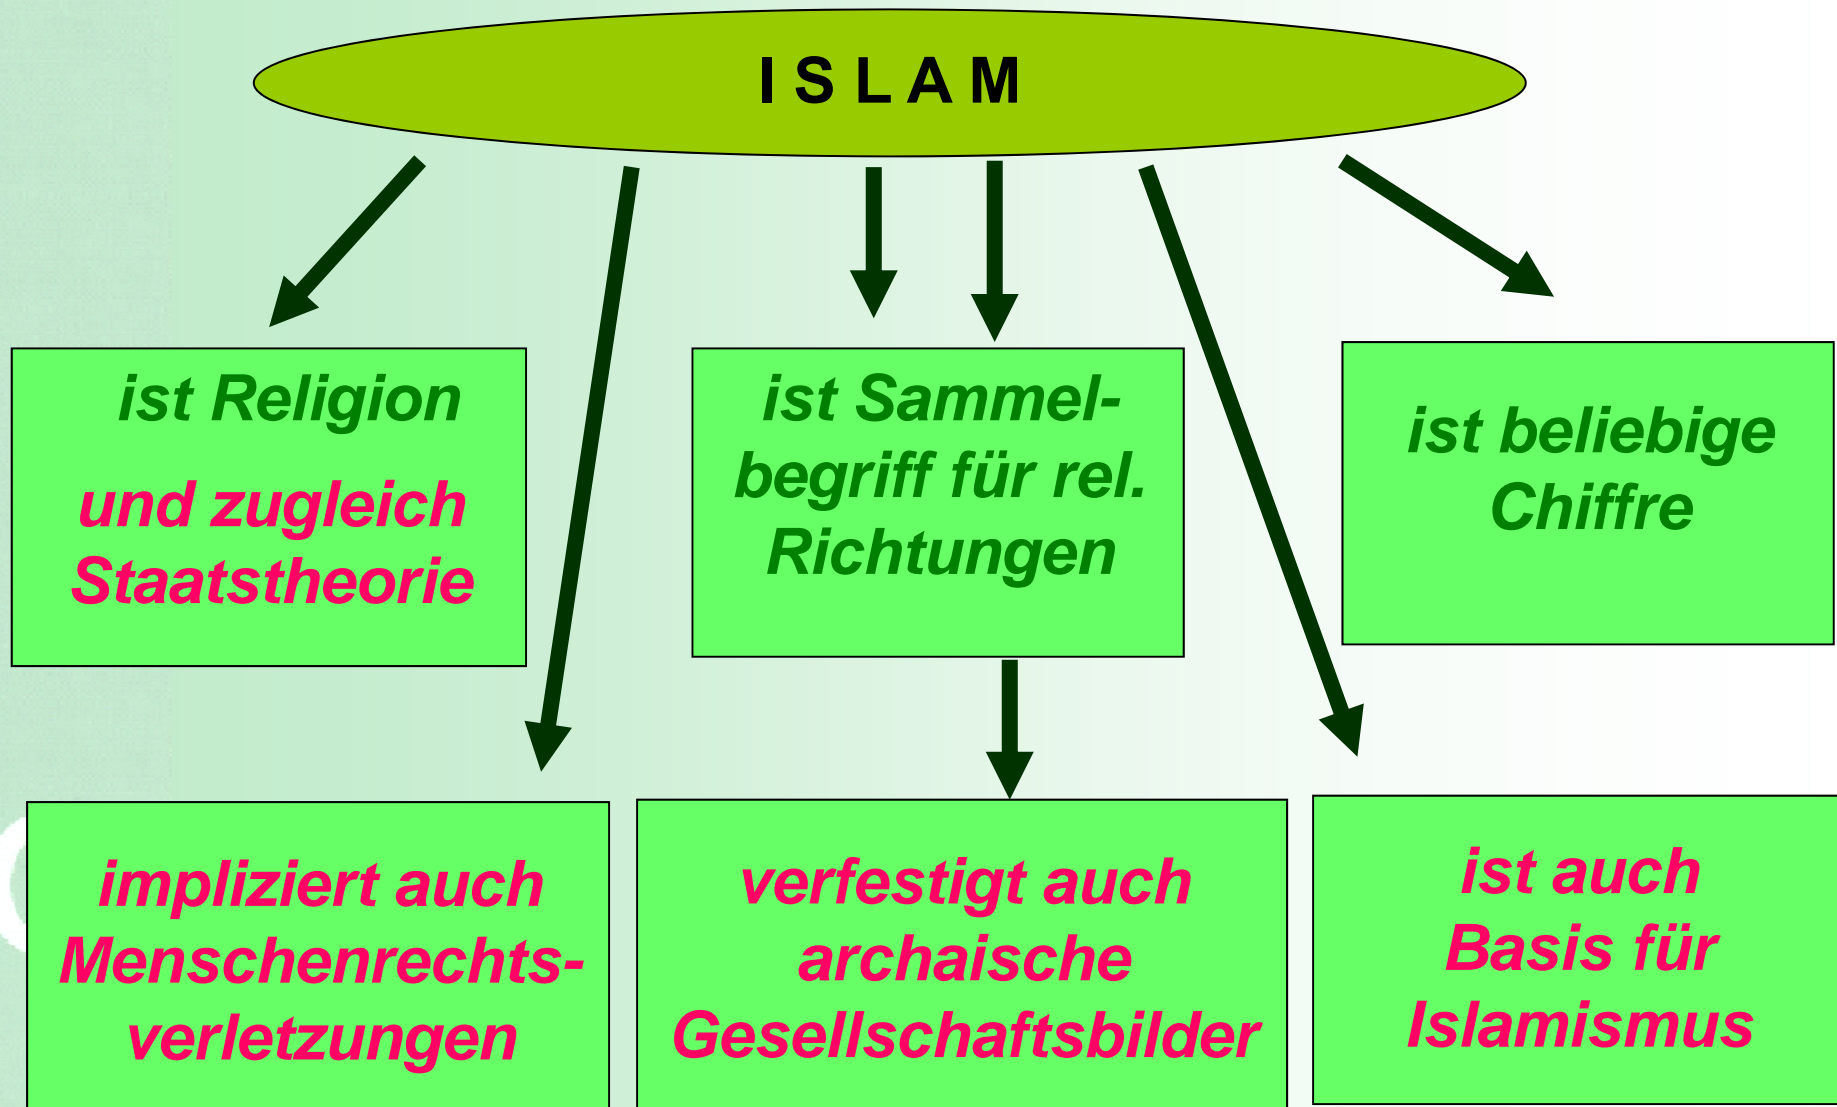 I S L A M
ist Religion
und zugleich
Staatstheorie
ist Sammel-
begriff für rel.
Richtungen
ist beliebige
Chiffre
impliziert auch
Menschenrechts-
verletzungen
verfestigt auch
archaische
Gesellschaftsbilder
ist auch
Basis für
Islamismus